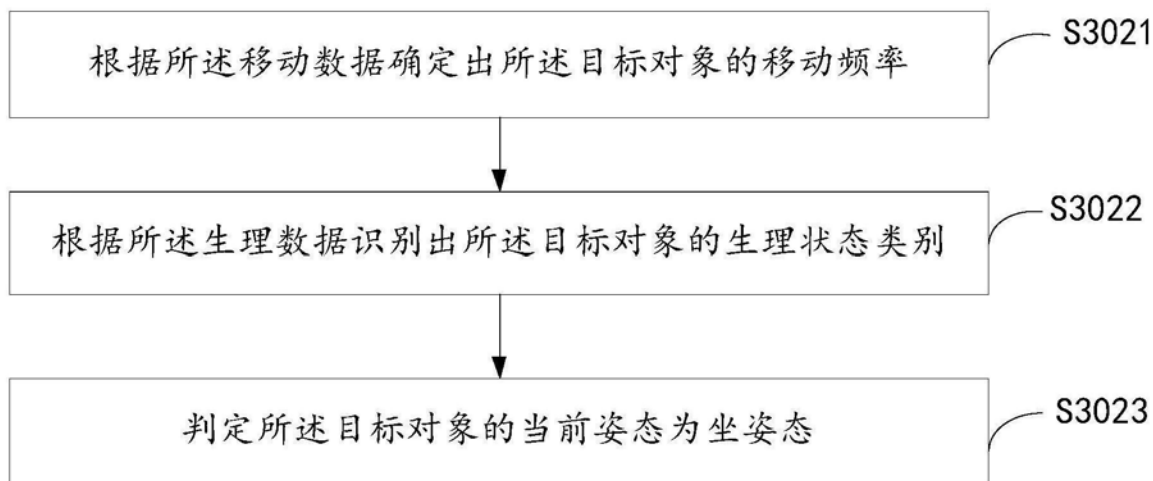 根据所述移动数据确定出所述目标对象的移动频率
S3021
根据所述生理数据识别出所述目标对象的生理状态类别
S3022
判定所述目标对象的当前姿态为坐姿态
S3023